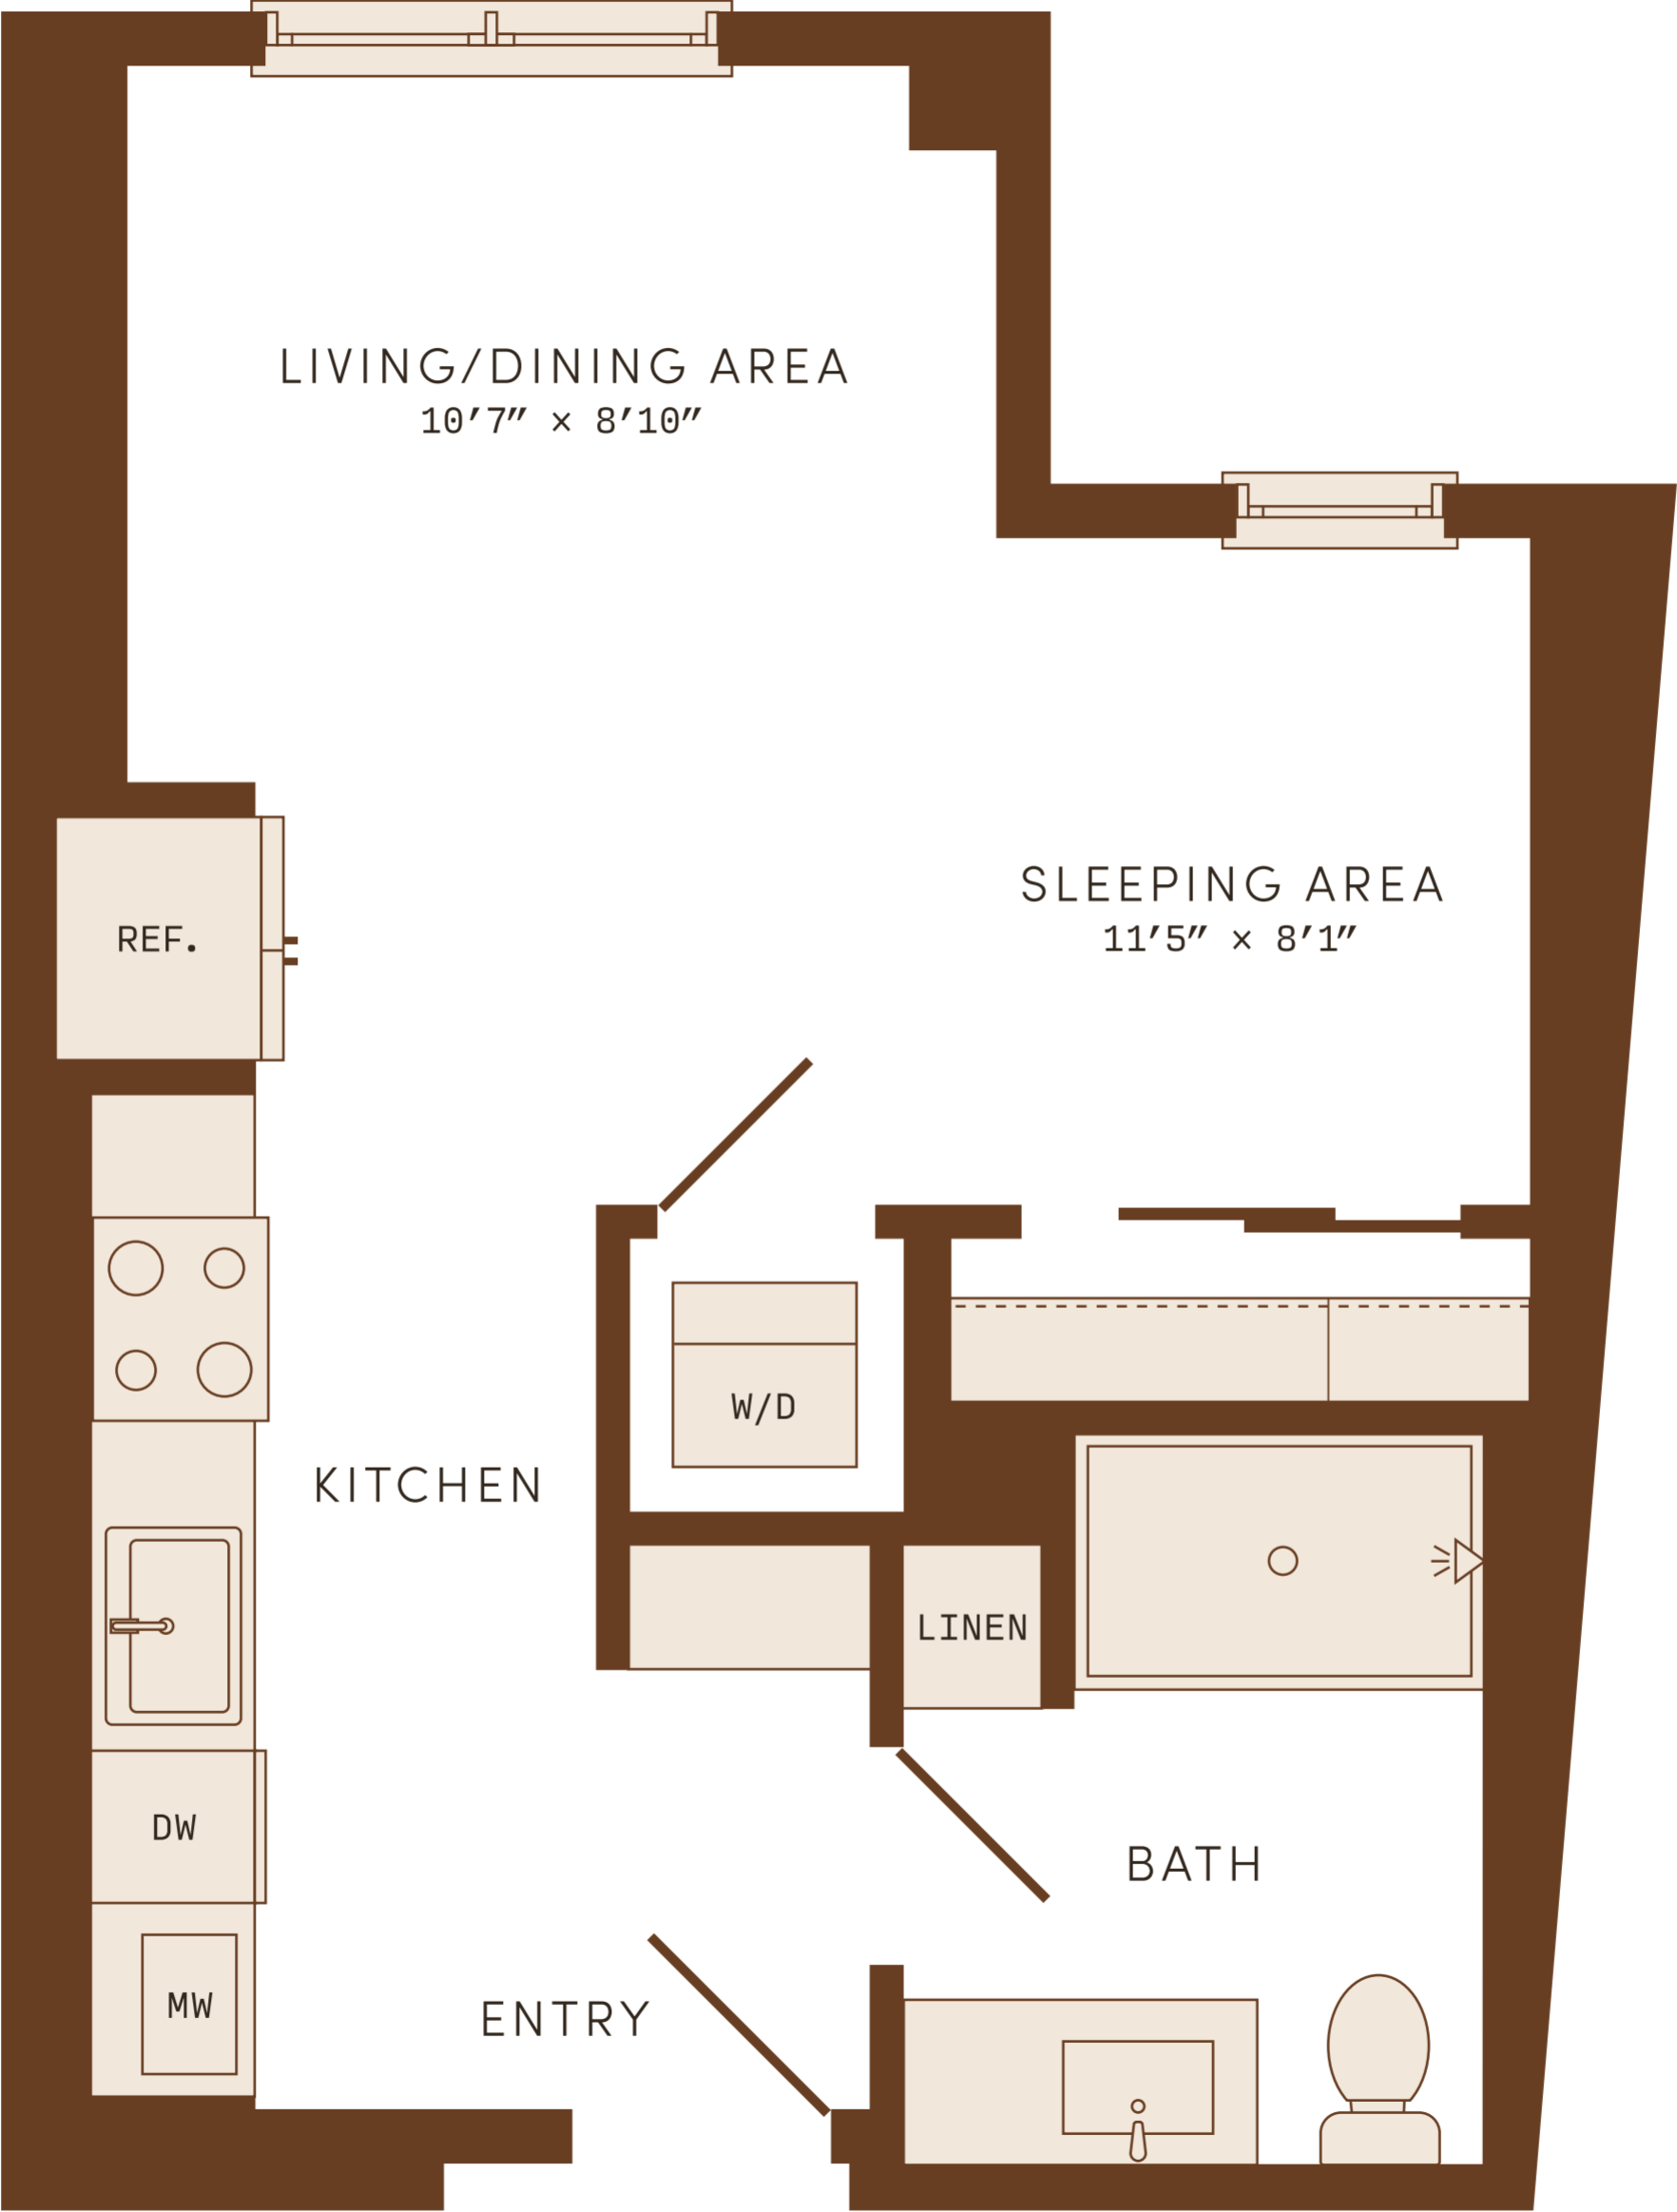 LIVING/DINING AREA
10’7” × 8’10”
SLEEPING AREA
11’5” × 8’1”
REF.
W/D
KITCHEN
LINEN
DW
BATH
MW
ENTRY